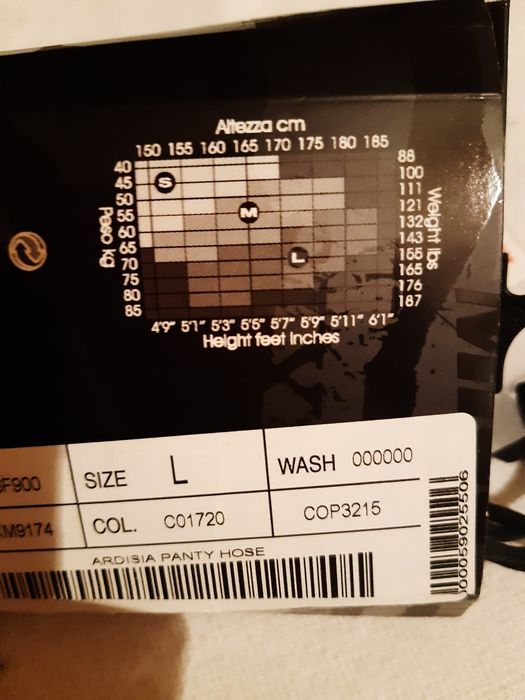 Altezza cm
150 155 160 165 170 175 180 185
40 88
45 S 100
50 111
55 M 121
60 132
65 143
70 L 155
75 165
80 176
85 187
Peso kg
Weight lbs
4'9" 5'1" 5'3" 5'5" 5'7" 5'9" 5'11" 6'1"
Height feet inches
F900 SIZE L WASH 000000
M9174 COL. C01720 COP3215
ARDISIA PANTY HOSE
000059025506